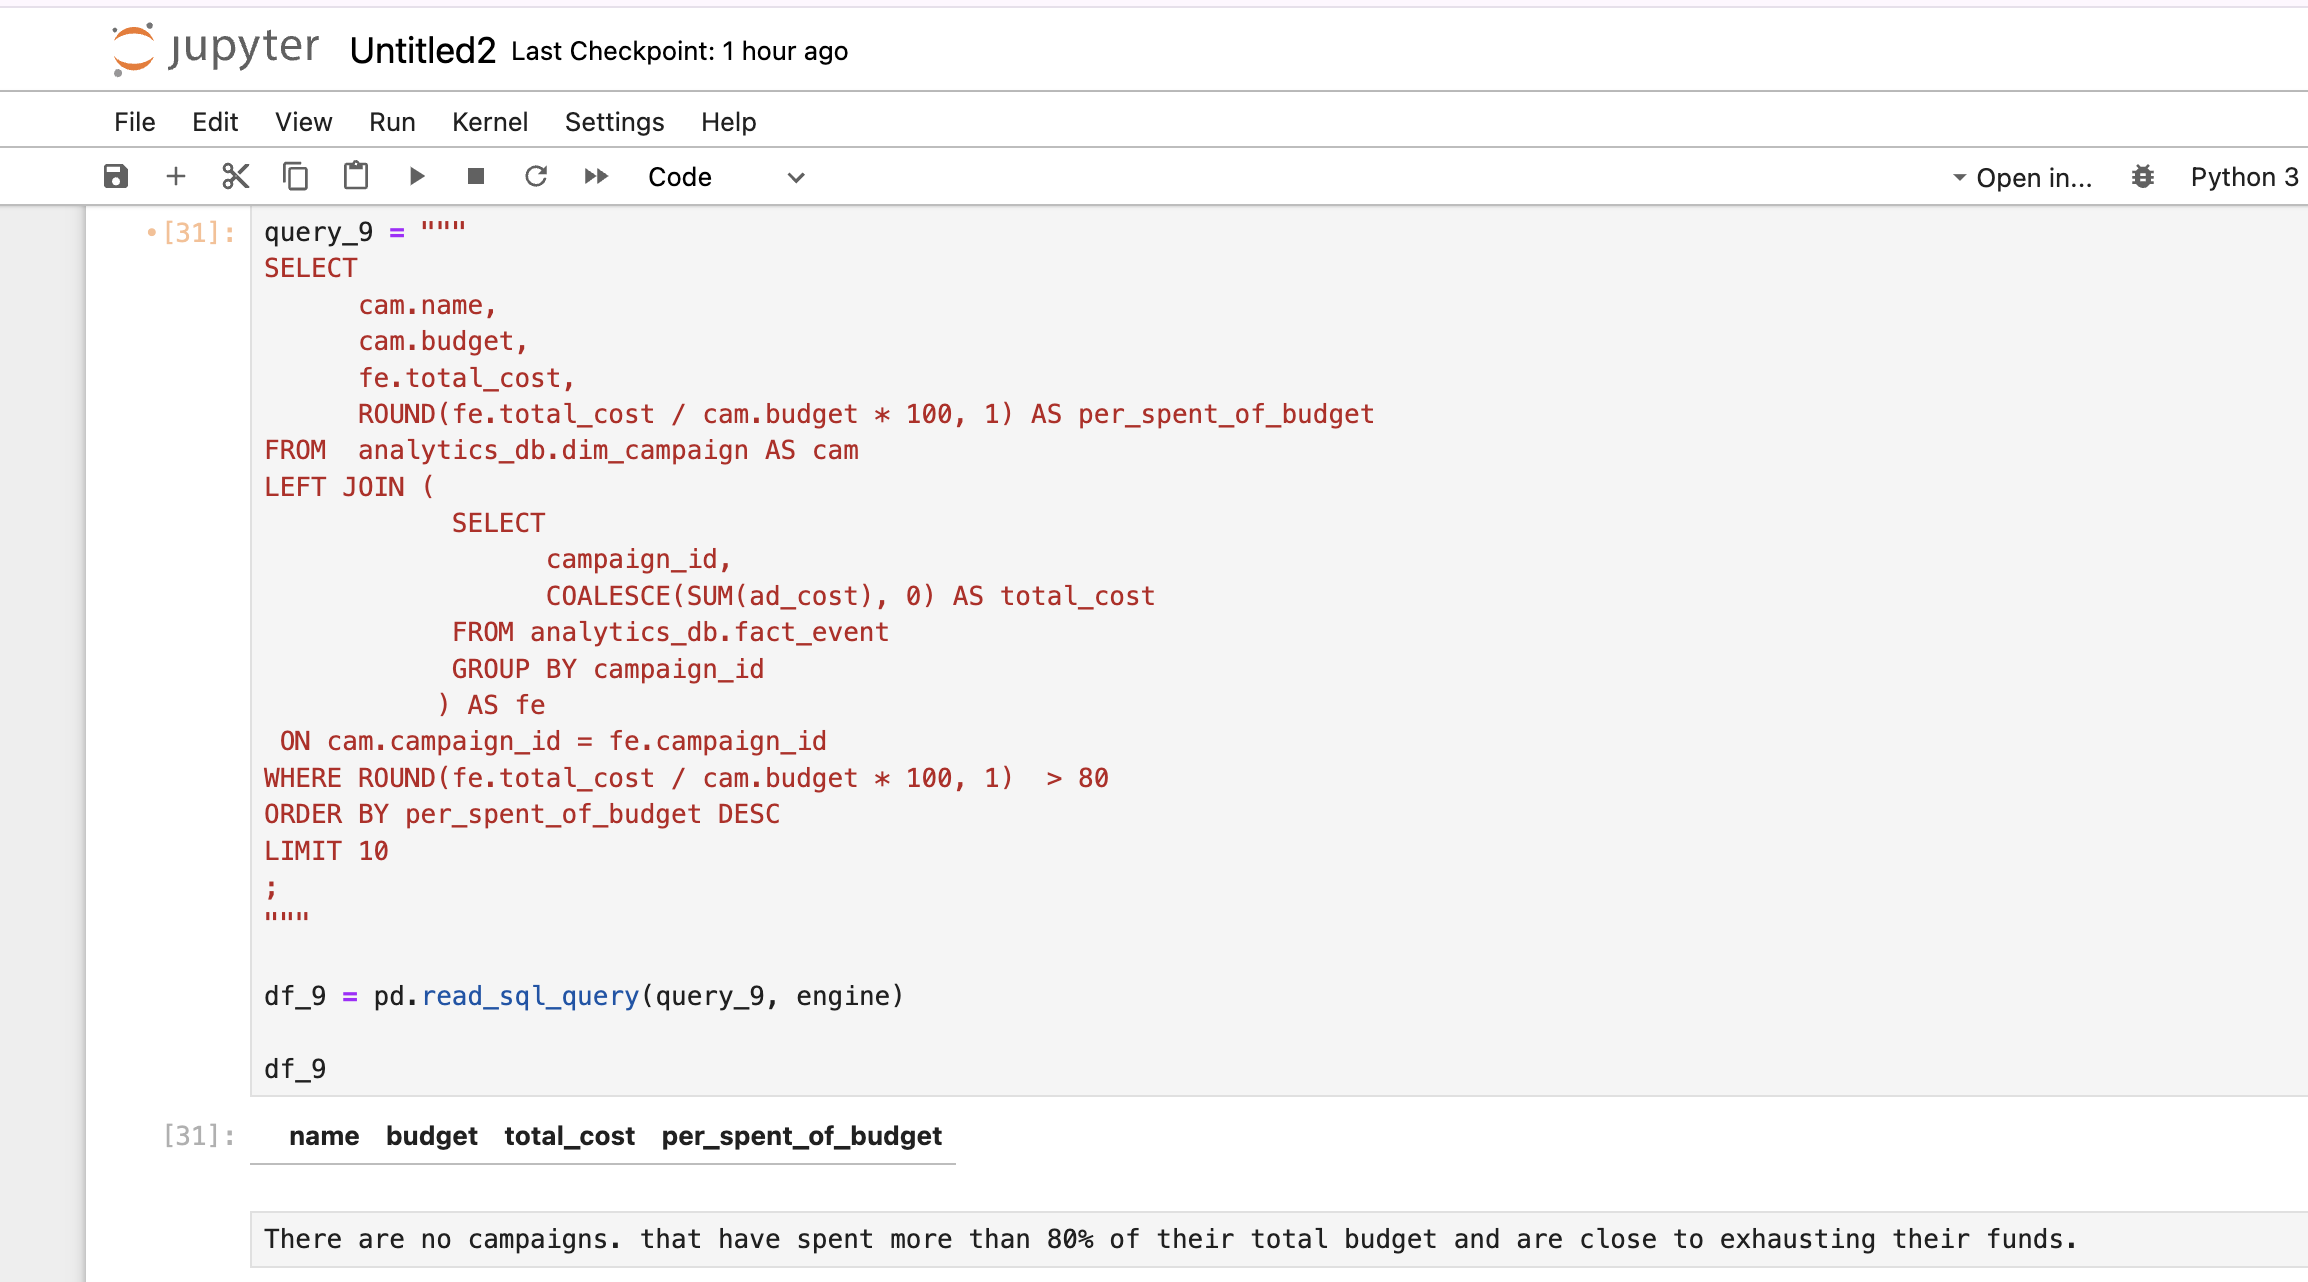 jupyter Untitled2 Last Checkpoint: 1 hour ago
File Edit View Run Kernel Settings Help
Code Open in... Python 3
[31]: query_9 = """
SELECT
cam.name,
cam.budget,
fe.total_cost,
ROUND(fe.total_cost / cam.budget * 100, 1) AS per_spent_of_budget
FROM  analytics_db.dim_campaign AS cam
LEFT JOIN (
SELECT
campaign_id,
COALESCE(SUM(ad_cost), 0) AS total_cost
FROM analytics_db.fact_event
GROUP BY campaign_id
) AS fe
ON cam.campaign_id = fe.campaign_id
WHERE ROUND(fe.total_cost / cam.budget * 100, 1)  > 80
ORDER BY per_spent_of_budget DESC
LIMIT 10
;
"""
df_9 = pd.read_sql_query(query_9, engine)
df_9
[31]: name budget total_cost per_spent_of_budget
There are no campaigns. that have spent more than 80% of their total budget and are close to exhausting their funds.